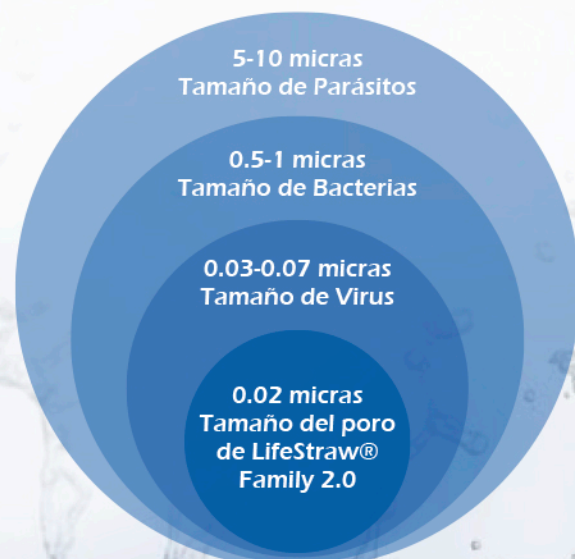 5-10 micras
Tamaño de Parásitos
0.5-1 micras
Tamaño de Bacterias
0.03-0.07 micras
Tamaño de Virus
0.02 micras
Tamaño del poro
de LifeStraw®
Family 2.0